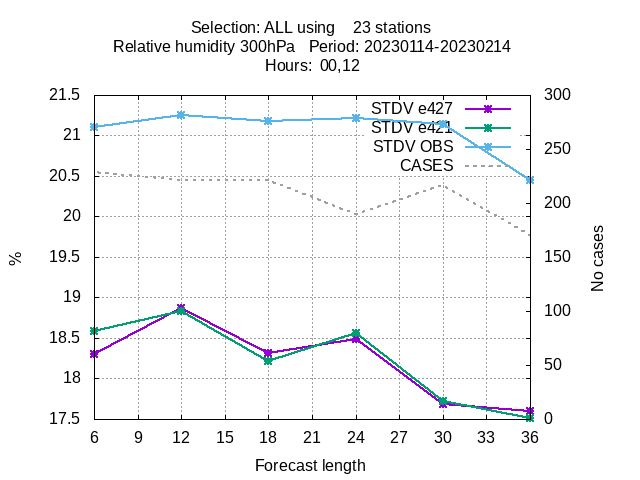 Selection: ALL using    23 stations
Relative humidity 300hPa   Period: 20230114-20230214
Hours:  00,12
21.5
21
20.5
20
19.5
19
18.5
18
17.5
%
300
250
200
150
100
50
0
No cases
STDV e427
STDV e421
STDV OBS
CASES
6 9 12 15 18 21 24 27 30 33 36
Forecast length